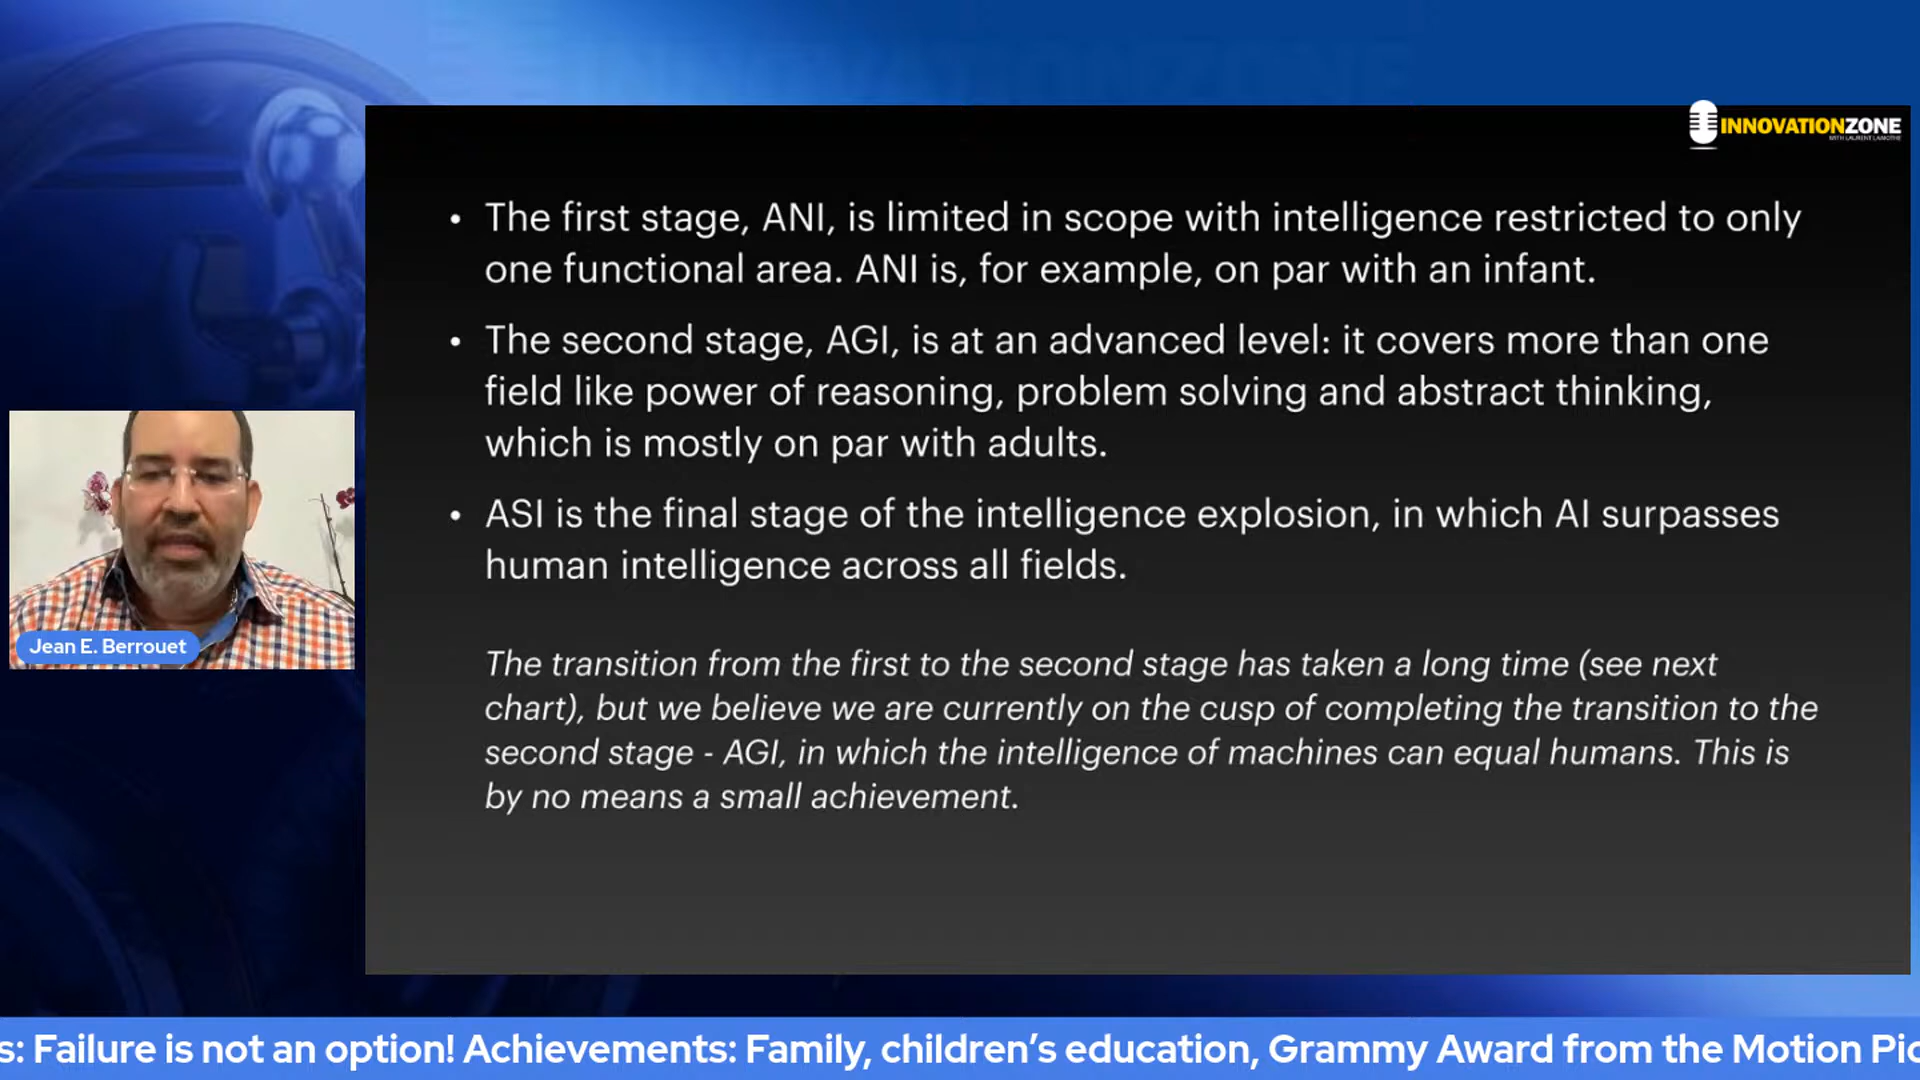 INNOVATIONZONE
WITH LAURENT LAMOTHE
• The first stage, ANI, is limited in scope with intelligence restricted to only
one functional area. ANI is, for example, on par with an infant.
• The second stage, AGI, is at an advanced level: it covers more than one
field like power of reasoning, problem solving and abstract thinking,
which is mostly on par with adults.
• ASI is the final stage of the intelligence explosion, in which AI surpasses
human intelligence across all fields.
The transition from the first to the second stage has taken a long time (see next
chart), but we believe we are currently on the cusp of completing the transition to the
second stage - AGI, in which the intelligence of machines can equal humans. This is
by no means a small achievement.
Jean E. Berrouet
s: Failure is not an option! Achievements: Family, children’s education, Grammy Award from the Motion Pic